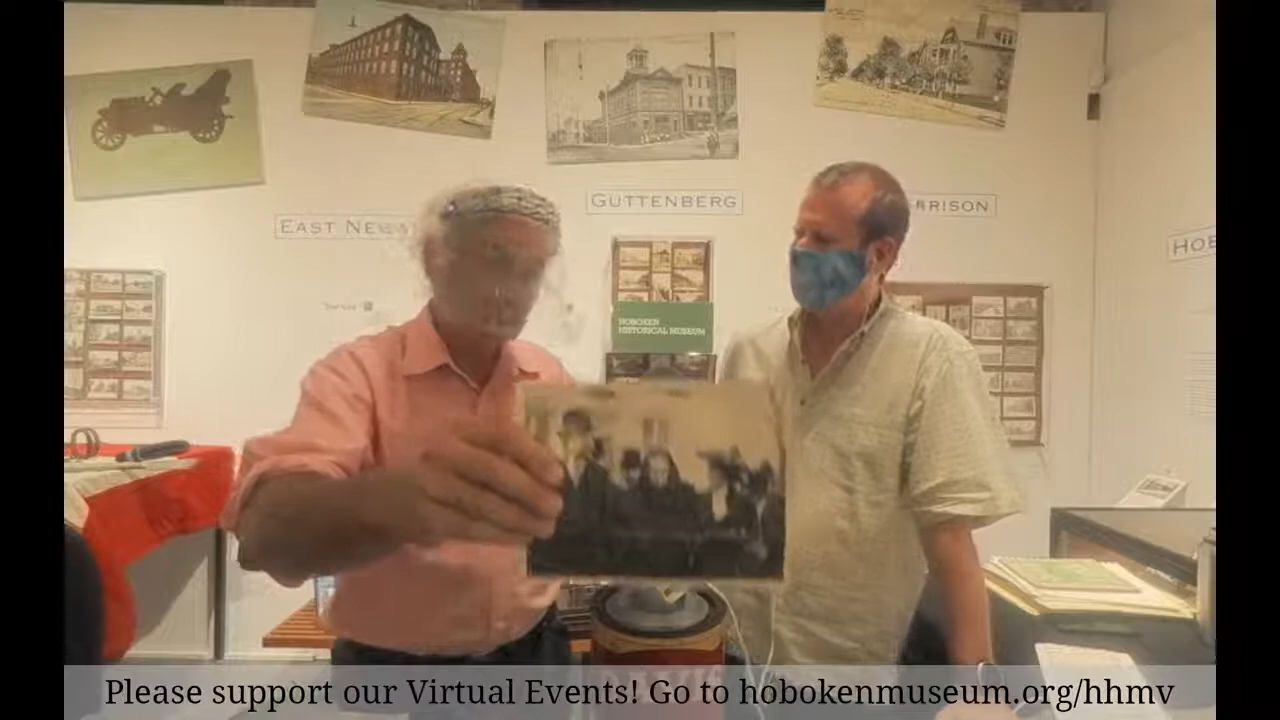 GUTTENBERG
RRISON
EAST NEW
HOB
HOBOKEN
HISTORICAL MUSEUM
Please support our Virtual Events! Go to hobokenmuseum.org/hhmv